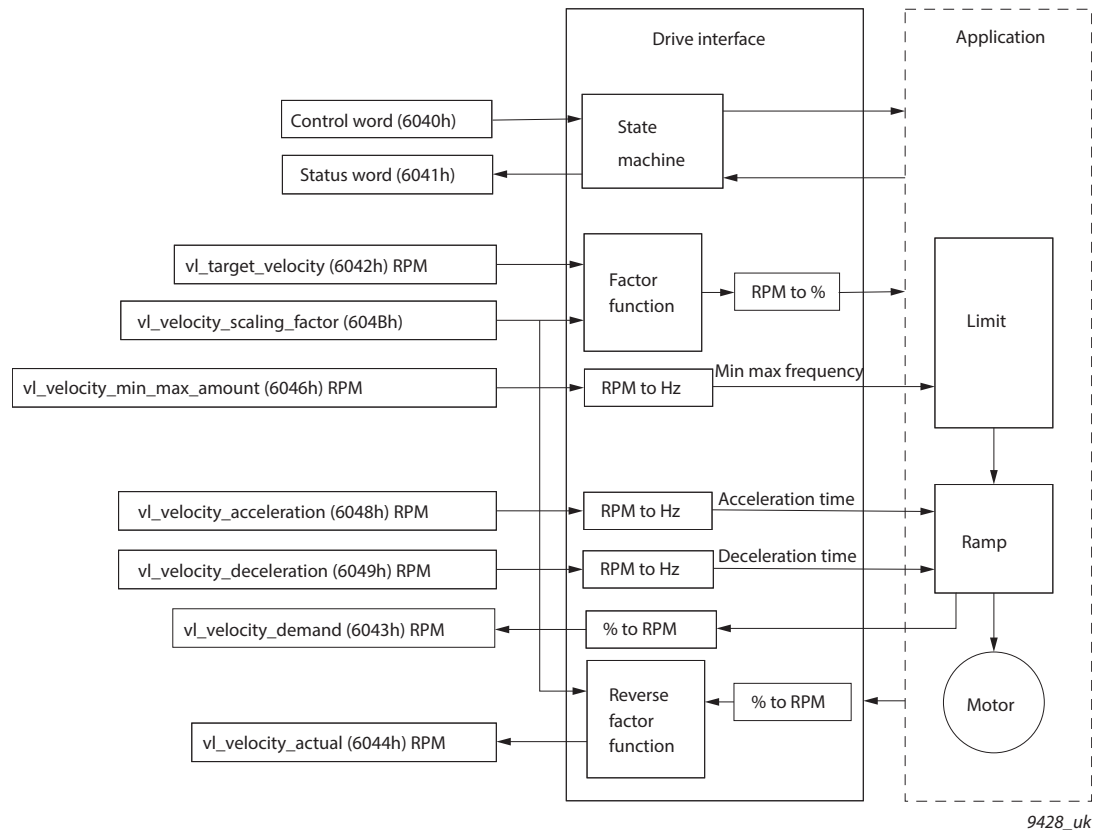 Drive interface
Application
Control word (6040h)
State
machine
Status word (6041h)
vl_target_velocity (6042h) RPM
Factor
function
RPM to %
vl_velocity_scaling_factor (604Bh)
Limit
vl_velocity_min_max_amount (6046h) RPM
RPM to Hz
Min max frequency
vl_velocity_acceleration (6048h) RPM
RPM to Hz
Acceleration time
Ramp
vl_velocity_deceleration (6049h) RPM
RPM to Hz
Deceleration time
vl_velocity_demand (6043h) RPM
% to RPM
Reverse
factor
function
% to RPM
Motor
vl_velocity_actual (6044h) RPM
9428_uk